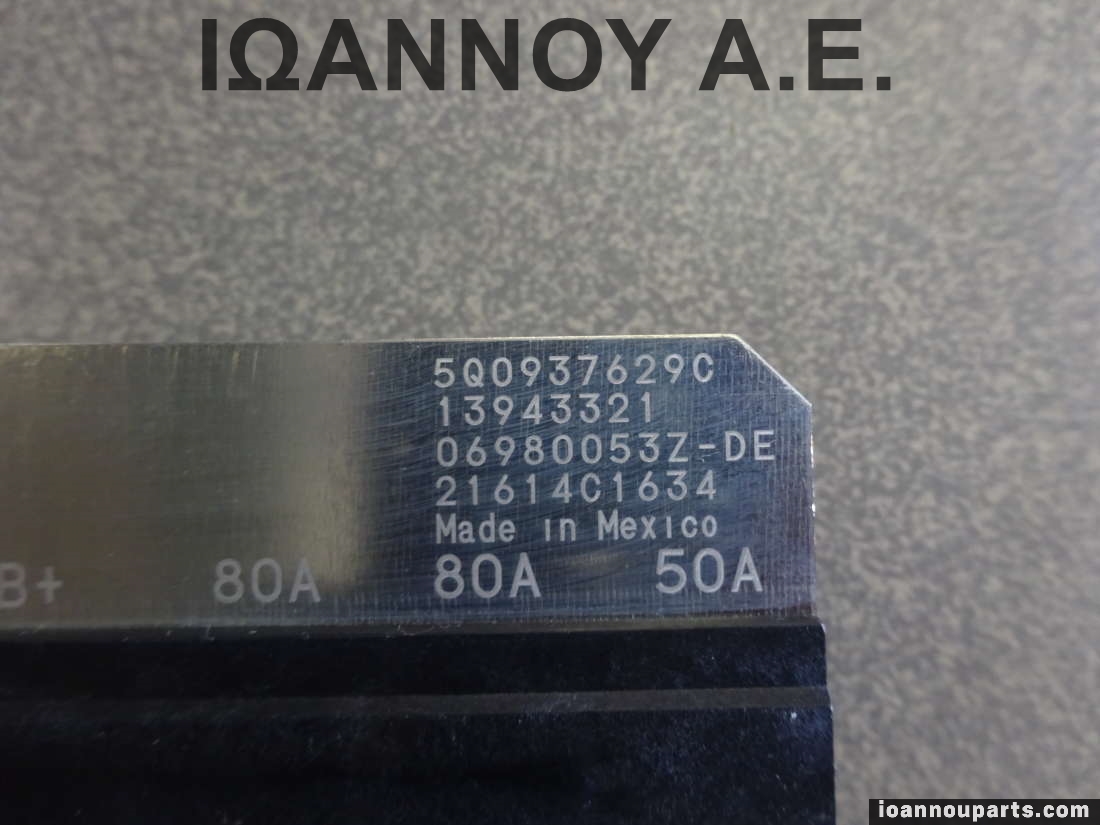 ΙΩΑΝΝΟΥ Α.Ε.
5Q0937629C
13943321
06980053Z-DE
21614C1634
Made in Mexico
B+ 80A 80A 50A
ioannouparts.com